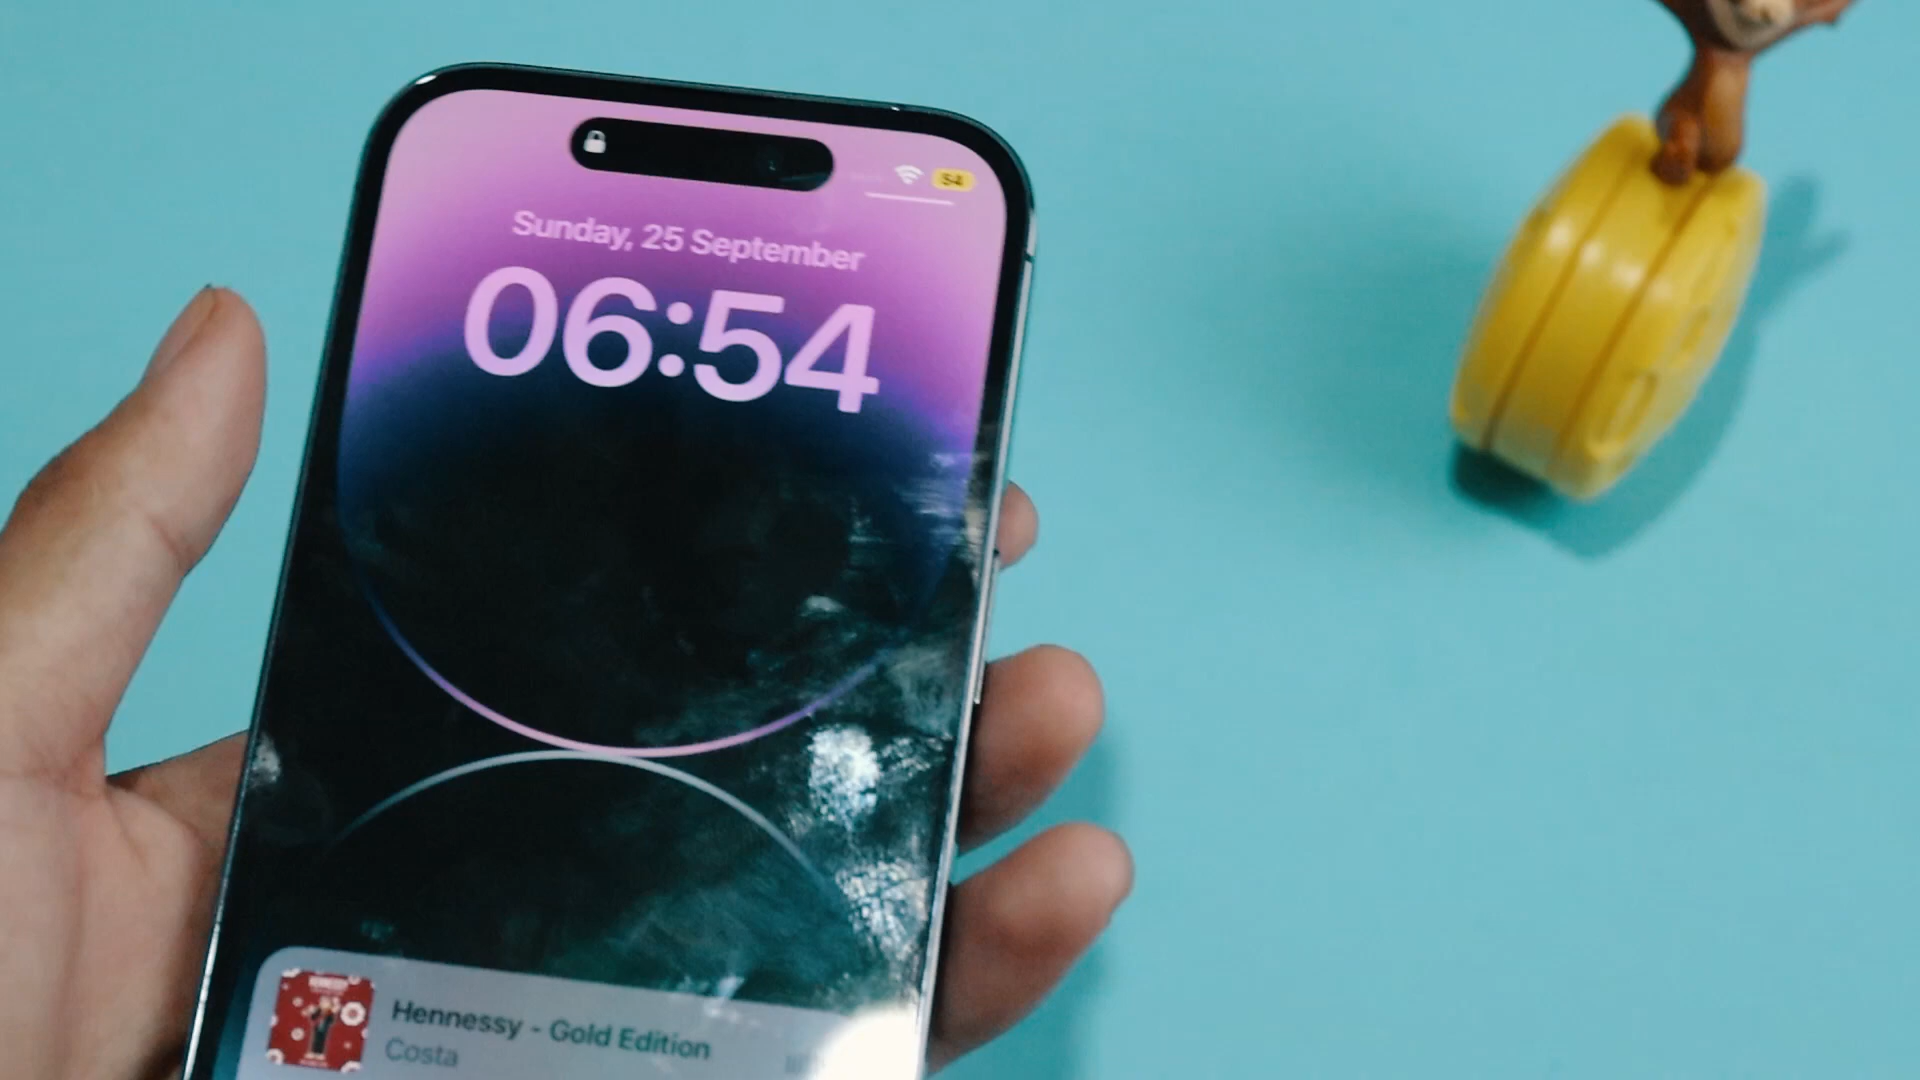 54
Sunday, 25 September
06:54
Hennessy - Gold Edition
Costa